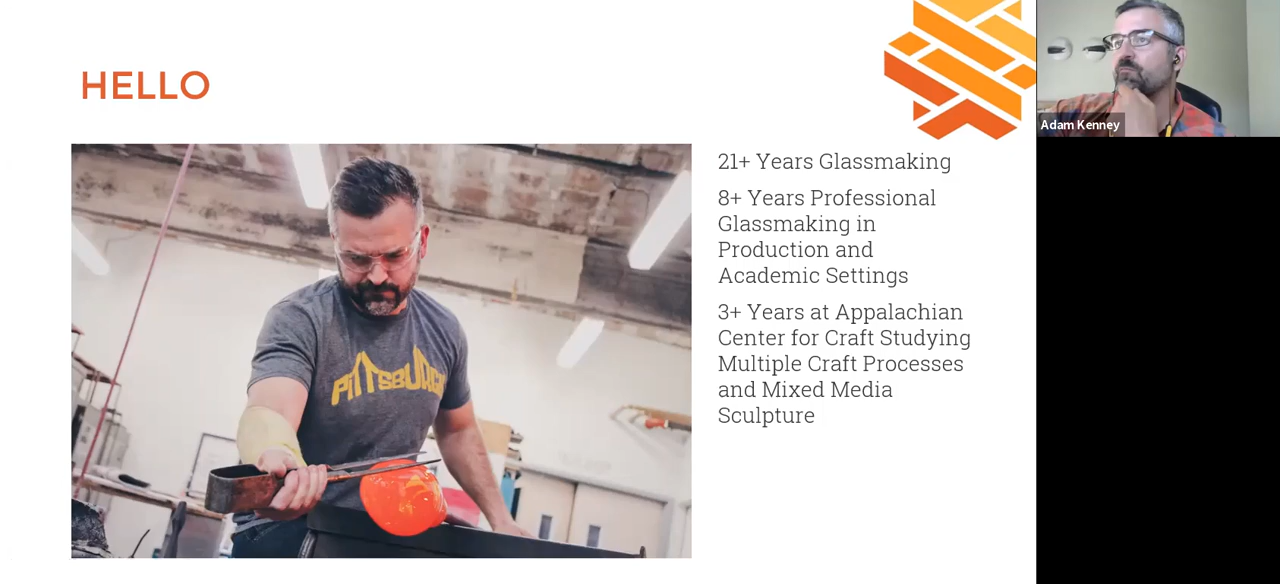 HELLO
Adam Kenney
21+ Years Glassmaking
8+ Years Professional
Glassmaking in
Production and
Academic Settings
3+ Years at Appalachian
Center for Craft Studying
Multiple Craft Processes
and Mixed Media
Sculpture
PITTSBURGH